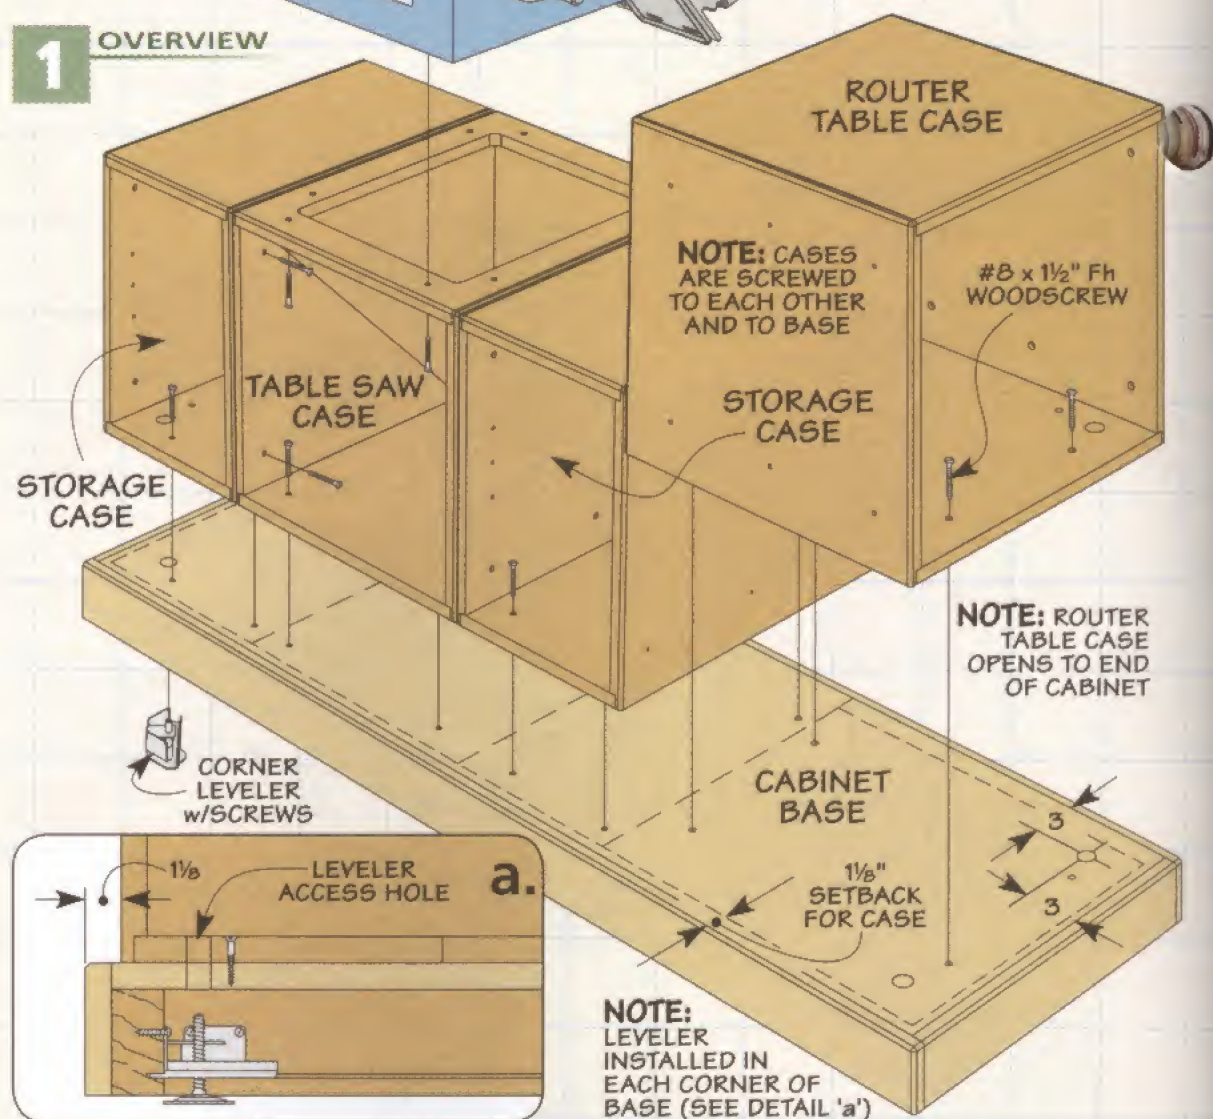 1 OVERVIEW
ROUTER
TABLE CASE
NOTE: CASES
ARE SCREWED
TO EACH OTHER
AND TO BASE
#8 x 1½" Fh
WOODSCREW
TABLE SAW
CASE
STORAGE
CASE
STORAGE
CASE
NOTE: ROUTER
TABLE CASE
OPENS TO END
OF CABINET
CORNER
LEVELER
w/SCREWS
CABINET
BASE
3
3
1⅛"
SETBACK
FOR CASE
1⅛
LEVELER
ACCESS HOLE
a.
NOTE:
LEVELER
INSTALLED IN
EACH CORNER OF
BASE (SEE DETAIL 'a')